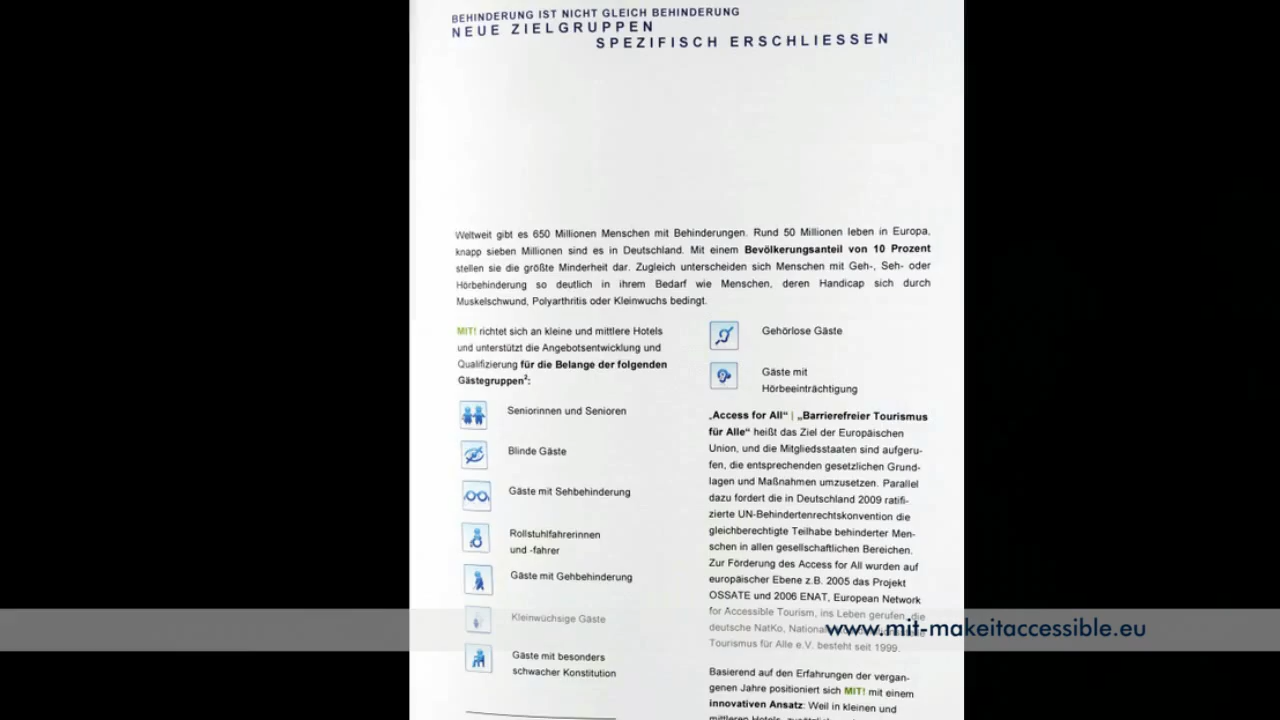 BEHINDERUNG IST NICHT GLEICH BEHINDERUNG
NEUE ZIELGRUPPEN
SPEZIFISCH ERSCHLIESSEN
Weltweit gibt es 650 Millionen Menschen mit Behinderungen. Rund 50 Millionen leben in Europa,
knapp sieben Millionen sind es in Deutschland. Mit einem Bevölkerungsanteil von 10 Prozent
stellen sie die größte Minderheit dar. Zugleich unterscheiden sich Menschen mit Geh-, Seh- oder
Hörbehinderung so deutlich in ihrem Bedarf wie Menschen, deren Handicap sich durch
Muskelschwund, Polyarthritis oder Kleinwuchs bedingt.
MIT! richtet sich an kleine und mittlere Hotels
und unterstützt die Angebotsentwicklung und
Qualifizierung für die Belange der folgenden
Gästegruppen²:
Seniorinnen und Senioren
Blinde Gäste
Gäste mit Sehbehinderung
Rollstuhlfahrerinnen
und -fahrer
Gäste mit Gehbehinderung
Kleinwüchsige Gäste
Gäste mit besonders
schwacher Konstitution
Gehörlose Gäste
Gäste mit
Hörbeeinträchtigung
„Access for All“ | „Barrierefreier Tourismus
für Alle“ heißt das Ziel der Europäischen
Union, und die Mitgliedsstaaten sind aufgeru-
fen, die entsprechenden gesetzlichen Grund-
lagen und Maßnahmen umzusetzen. Parallel
dazu fordert die in Deutschland 2009 ratifi-
zierte UN-Behindertenrechtskonvention die
gleichberechtigte Teilhabe behinderter Men-
schen in allen gesellschaftlichen Bereichen.
Zur Förderung des Access for All wurden auf
europäischer Ebene z.B. 2005 das Projekt
OSSATE und 2006 ENAT, European Network
for Accessible Tourism, ins Leben gerufen, die
deutsche NatKo,
Tourismus für Alle e.V. besteht seit 1999.
Basierend auf den Erfahrungen der vergan-
genen Jahre positioniert sich MIT! mit einem
innovativen Ansatz: Weil in kleinen und
mittleren Hotels,
www.mit-makeitaccessible.eu